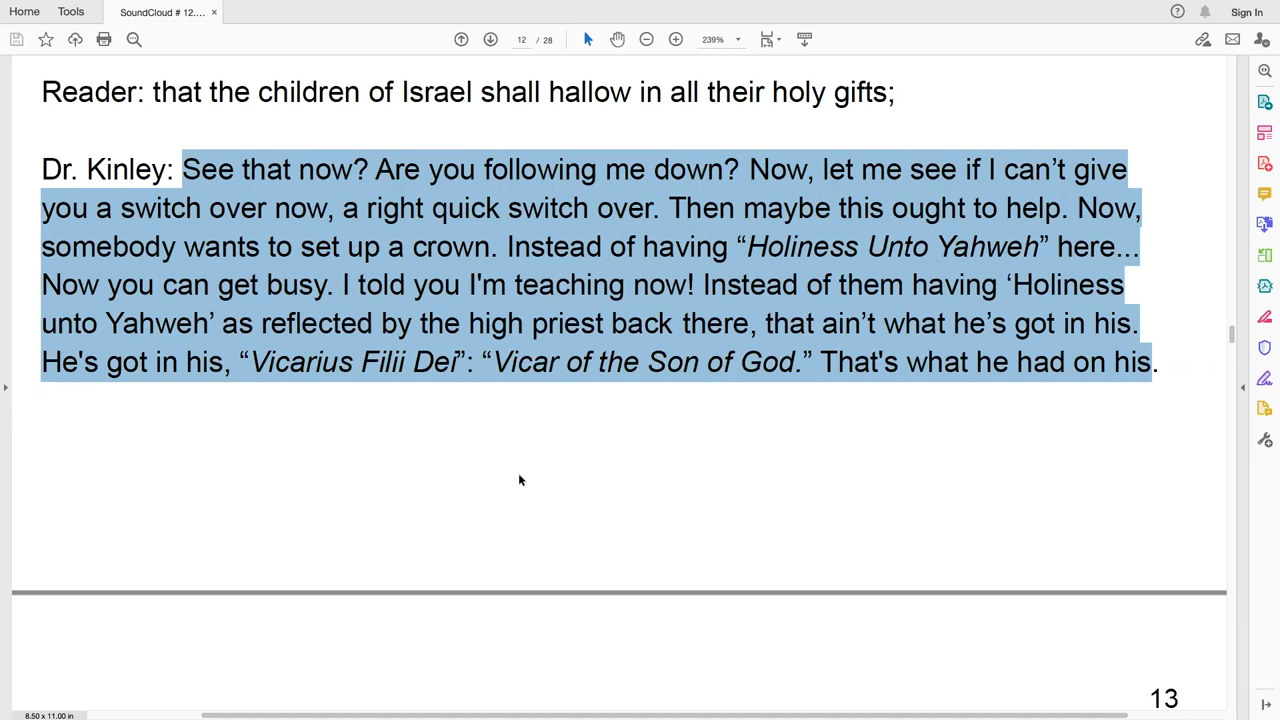 Home Tools SoundCloud # 12.... × Sign In
12 / 28 239%
Reader: that the children of Israel shall hallow in all their holy gifts;
Dr. Kinley: See that now? Are you following me down? Now, let me see if I can’t give
you a switch over now, a right quick switch over. Then maybe this ought to help. Now,
somebody wants to set up a crown. Instead of having “Holiness Unto Yahweh” here...
Now you can get busy. I told you I'm teaching now! Instead of them having ‘Holiness
unto Yahweh’ as reflected by the high priest back there, that ain’t what he’s got in his.
He's got in his, “Vicarius Filii Dei”: “Vicar of the Son of God.” That's what he had on his.
13
8.50 x 11.00 in